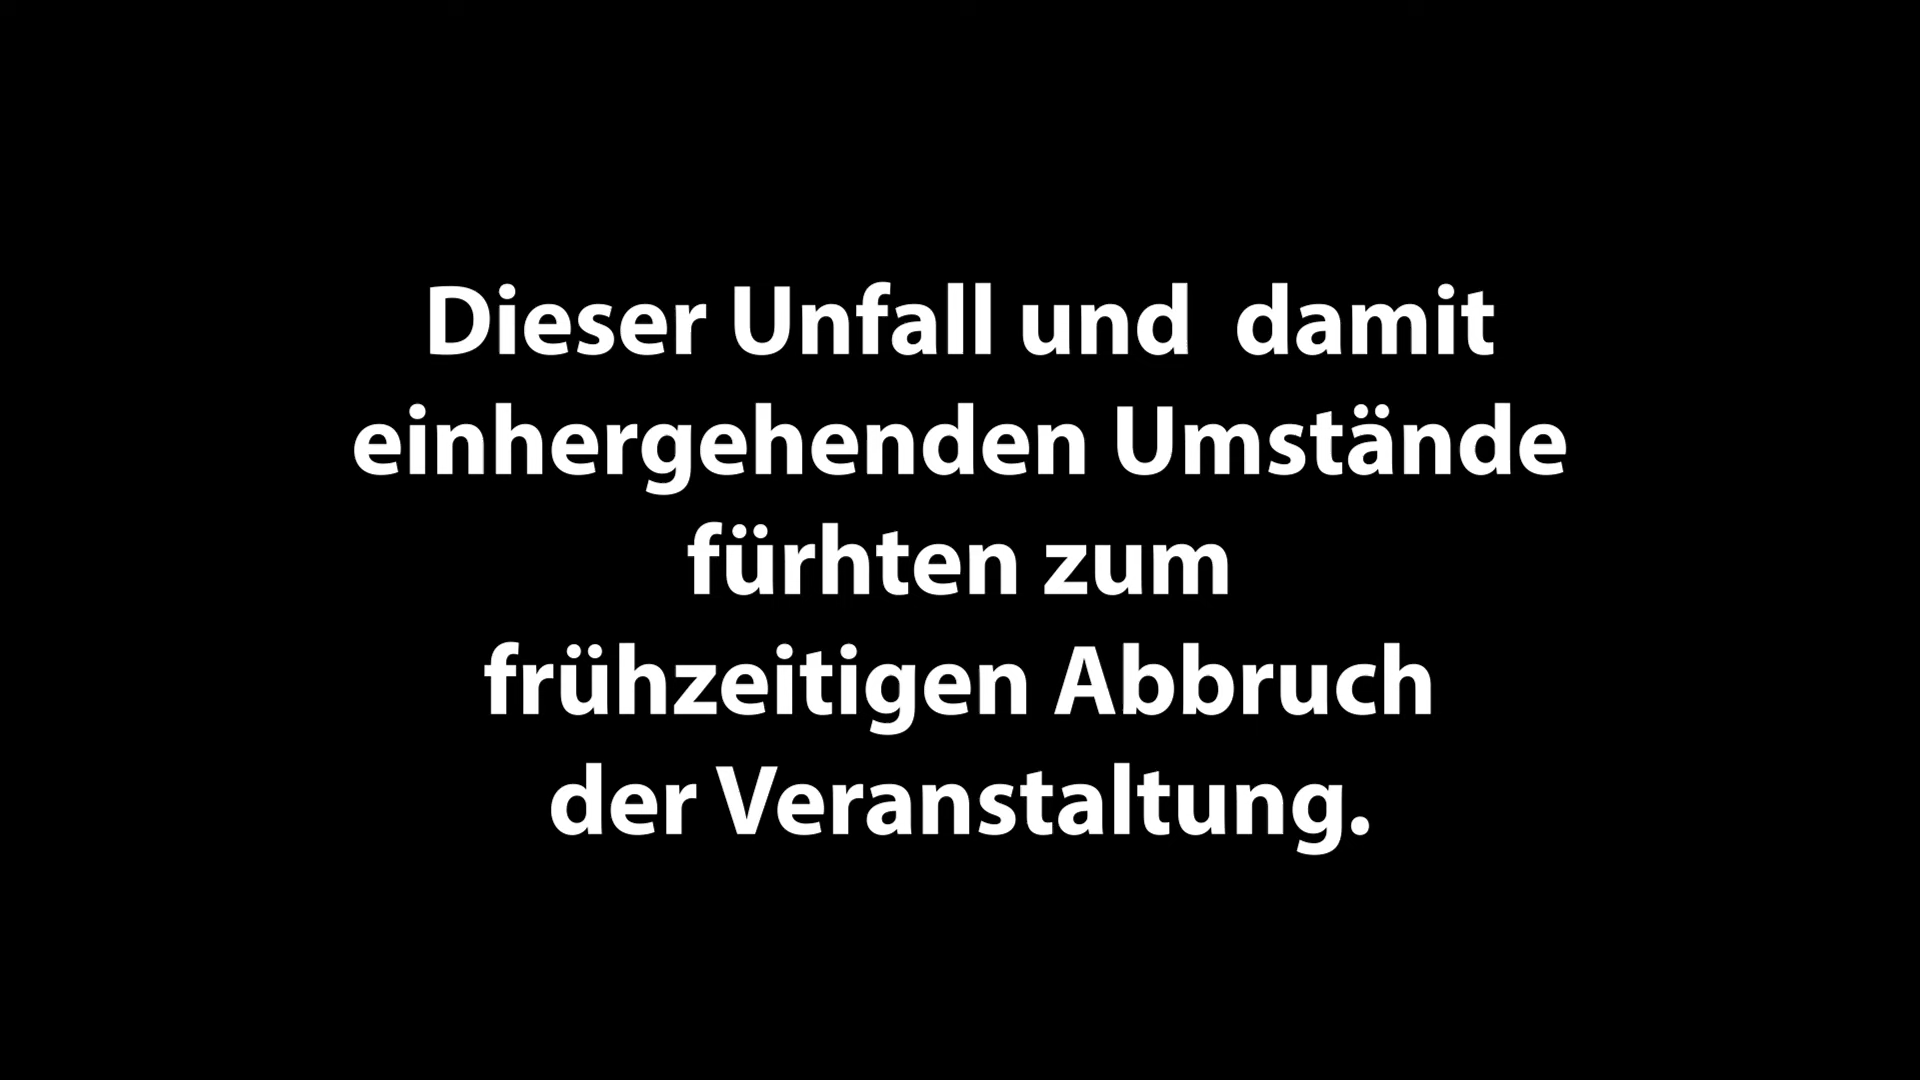 Dieser Unfall und  damit
einhergehenden Umstände
fürhten zum
frühzeitigen Abbruch
der Veranstaltung.